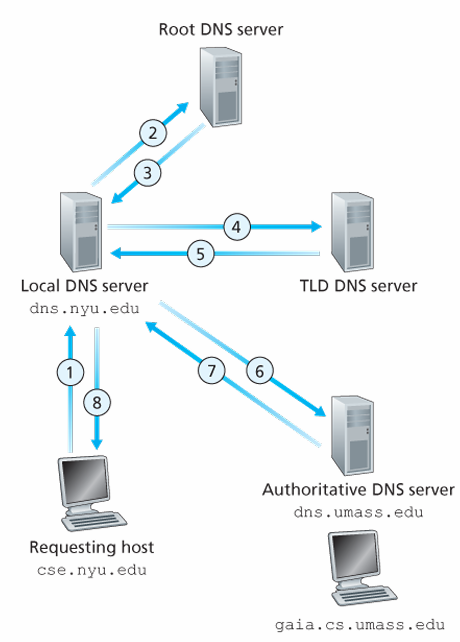 Root DNS server
2
3
4
5
Local DNS server
dns.nyu.edu
TLD DNS server
1
8
7
6
Authoritative DNS server
dns.umass.edu
Requesting host
cse.nyu.edu
gaia.cs.umass.edu